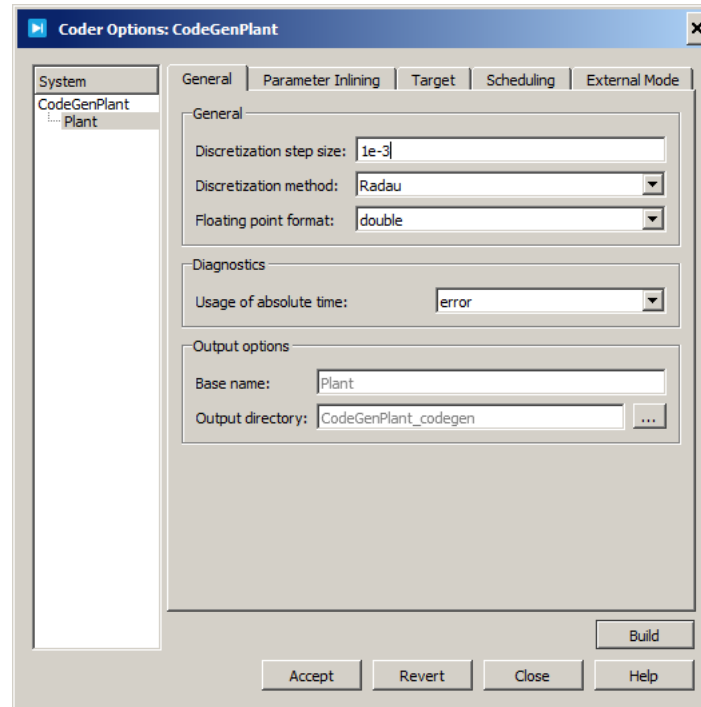 Coder Options: CodeGenPlant
System
CodeGenPlant
Plant
General Parameter Inlining Target Scheduling External Mode
General
Discretization step size: 1e-3
Discretization method: Radau
Floating point format: double
Diagnostics
Usage of absolute time: error
Output options
Base name: Plant
Output directory: CodeGenPlant_codegen ...
Build
Accept Revert Close Help